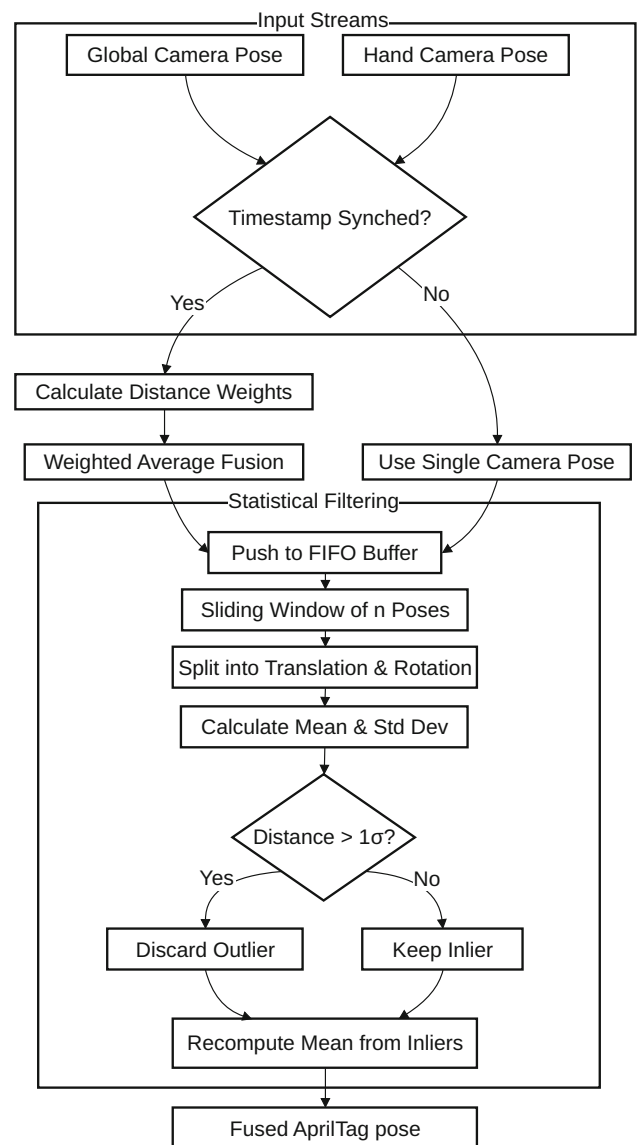 Input Streams
Global Camera Pose
Hand Camera Pose
Timestamp Synched?
Yes
No
Calculate Distance Weights
Weighted Average Fusion
Use Single Camera Pose
Statistical Filtering
Push to FIFO Buffer
Sliding Window of n Poses
Split into Translation & Rotation
Calculate Mean & Std Dev
Distance > 1σ?
Yes
No
Discard Outlier
Keep Inlier
Recompute Mean from Inliers
Fused AprilTag pose